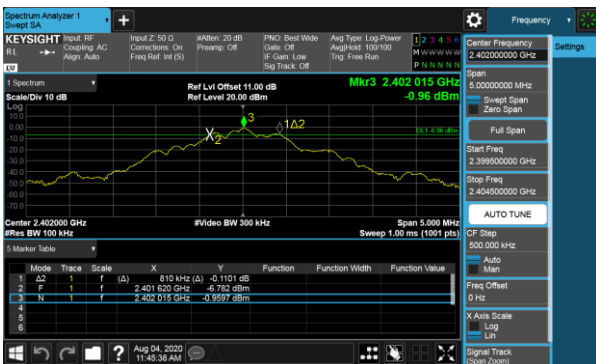 Spectrum Analyzer 1
Swept SA
+
Frequency
KEYSIGHT Input: RF Input Z: 50 Ω #Atten: 20 dB PNO: Best Wide Avg Type: Log-Power 1 2 3 4 5 6
RL Coupling: AC Corrections: On Preamp: Off Gate: Off Avg|Hold: 100/100 M W W W W W
Align: Auto Freq Ref: Int (S) IF Gain: Low Trig: Free Run
Sig Track: Off P N N N N N
1 Spectrum
Ref Lvl Offset 11.00 dB Mkr3 2.402 015 GHz
Scale/Div 10 dB Ref Level 20.00 dBm -0.96 dBm
Log
10.0
0.00
-10.0
-20.0
-30.0
-40.0
-50.0
-60.0
-70.0
X2
3
1Δ2
DL1 -6.96 dBm
Center 2.402000 GHz #Video BW 300 kHz Span 5.000 MHz
#Res BW 100 kHz Sweep 1.00 ms (1001 pts)
5 Marker Table
Mode Trace Scale X Y Function Function Width Function Value
1 Δ2 1 f (Δ) 810 kHz (Δ) -0.1101 dB
2 F 1 f 2.401 620 GHz -6.782 dBm
3 N 1 f 2.402 015 GHz -0.9597 dBm
4
5
6
Aug 04, 2020
11:45:38 AM
?
Center Frequency
2.402000000 GHz
Settings
Span
5.00000000 MHz
Swept Span
Zero Span
Full Span
Start Freq
2.399500000 GHz
Stop Freq
2.404500000 GHz
AUTO TUNE
CF Step
500.000 kHz
Auto
Man
Freq Offset
0 Hz
X Axis Scale
Log
Lin
Signal Track
(Span Zoom)